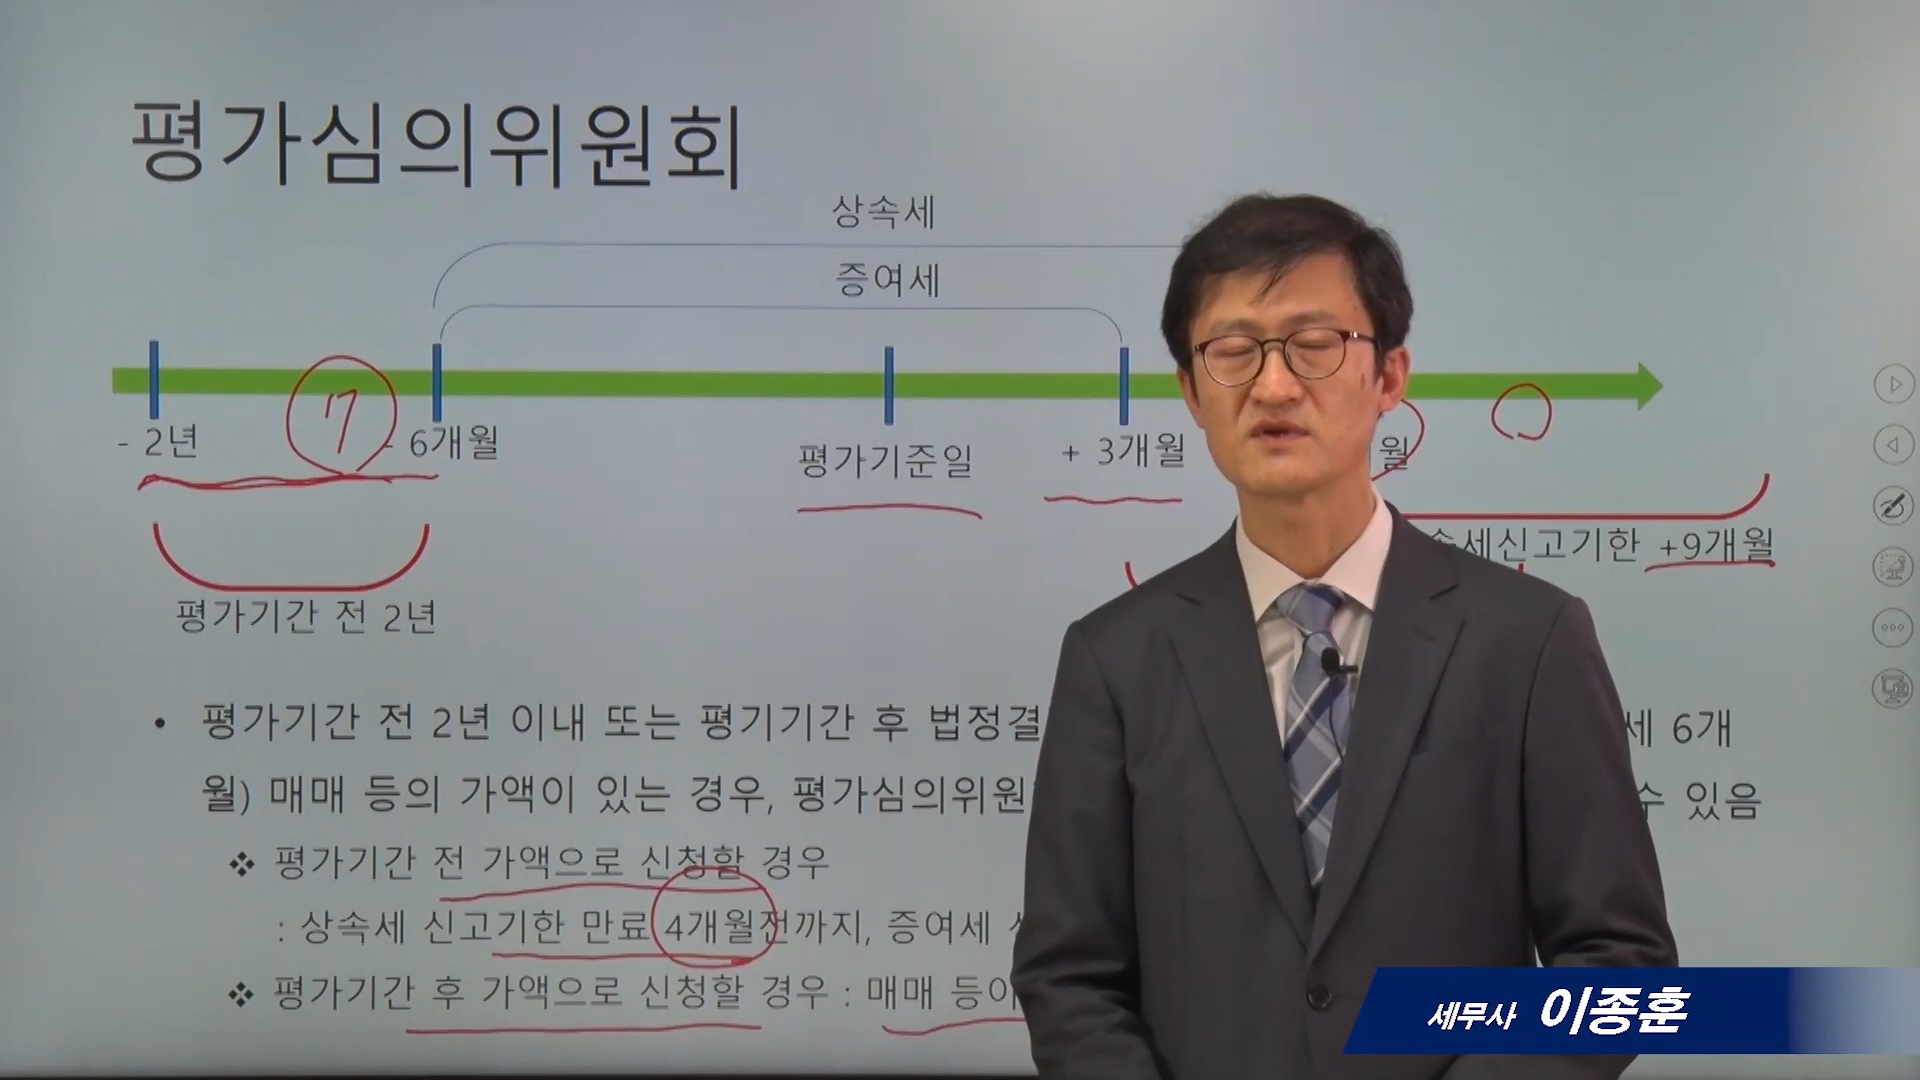 평가심의위원회
상속세
증여세
- 2년
7
- 6개월
평가기준일
+ 3개월
월
세신고기한 +9개월
평가기간 전 2년
• 평가기간 전 2년 이내 또는 평기기간 후 법정결 세 6개
월) 매매 등의 가액이 있는 경우, 평가심의위원 수 있음
❖ 평가기간 전 가액으로 신청할 경우
: 상속세 신고기한 만료 4개월전까지, 증여세
❖ 평가기간 후 가액으로 신청할 경우 : 매매 등이
세무사 이종훈